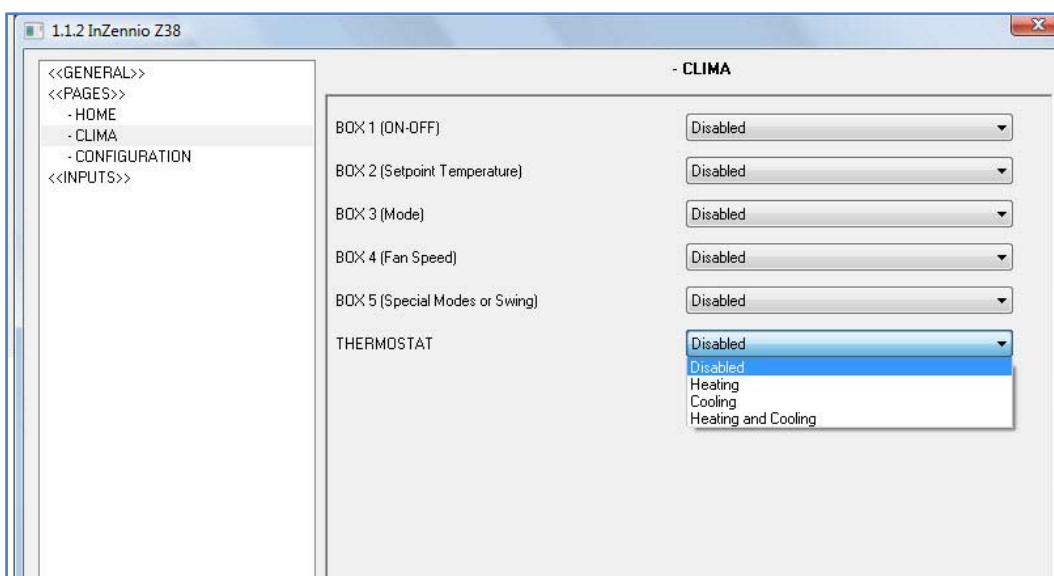 1.1.2 InZennio Z38
<<GENERAL>>
<<PAGES>>
- HOME
- CLIMA
- CONFIGURATION
<<INPUTS>>
- CLIMA
BOX 1 (ON-OFF) Disabled
BOX 2 (Setpoint Temperature) Disabled
BOX 3 (Mode) Disabled
BOX 4 (Fan Speed) Disabled
BOX 5 (Special Modes or Swing) Disabled
THERMOSTAT Disabled
Disabled
Heating
Cooling
Heating and Cooling